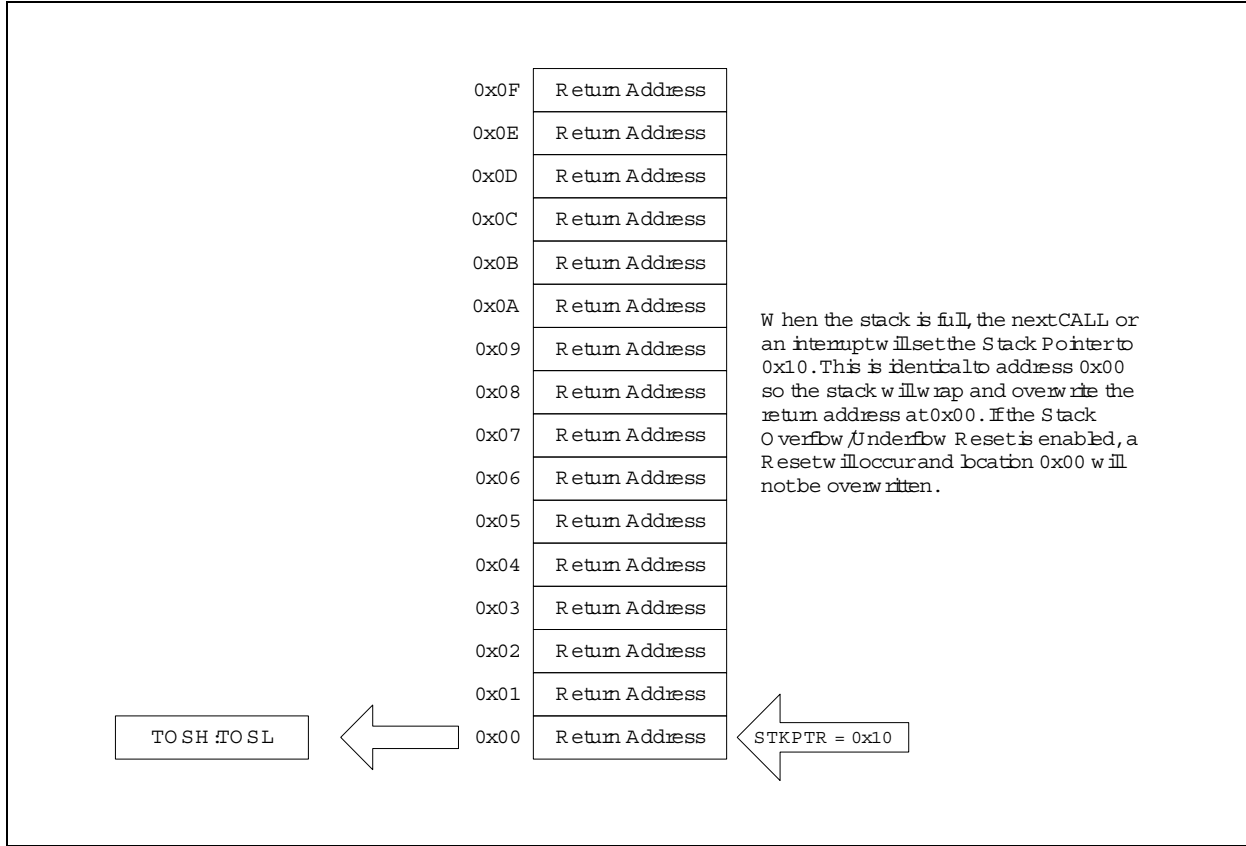 0x0F Return Address
0x0E Return Address
0x0D Return Address
0x0C Return Address
0x0B Return Address
0x0A Return Address
0x09 Return Address
0x08 Return Address
0x07 Return Address
0x06 Return Address
0x05 Return Address
0x04 Return Address
0x03 Return Address
0x02 Return Address
0x01 Return Address
TOSH:TOSL 0x00 Return Address STKPTR = 0x10
When the stack is full, the next CALL or
an interrupt will set the Stack Pointer to
0x10. This is identical to address 0x00
so the stack will wrap and overwrite the
return address at 0x00. If the Stack
Overflow/Underflow Reset is enabled, a
Reset will occur and location 0x00 will
not be overwritten.